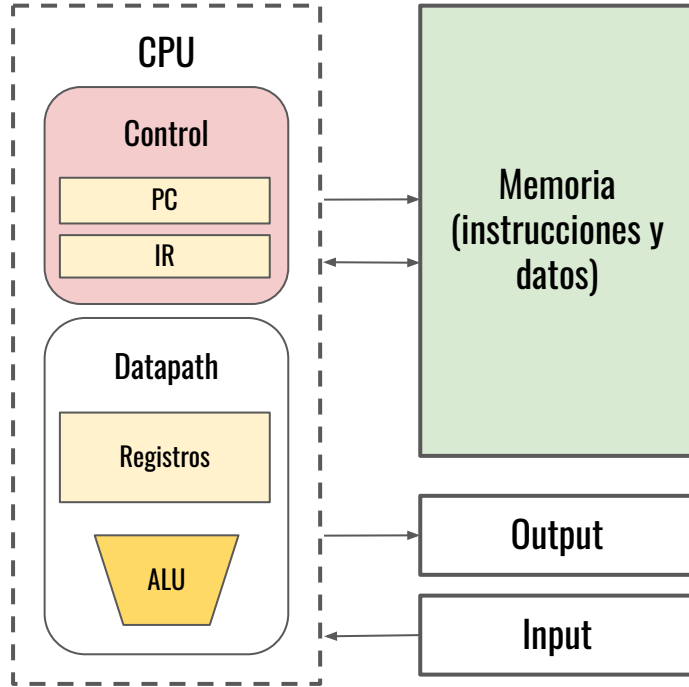 CPU
Control
PC
IR
Datapath
Registros
ALU
Memoria
(instrucciones y
datos)
Output
Input